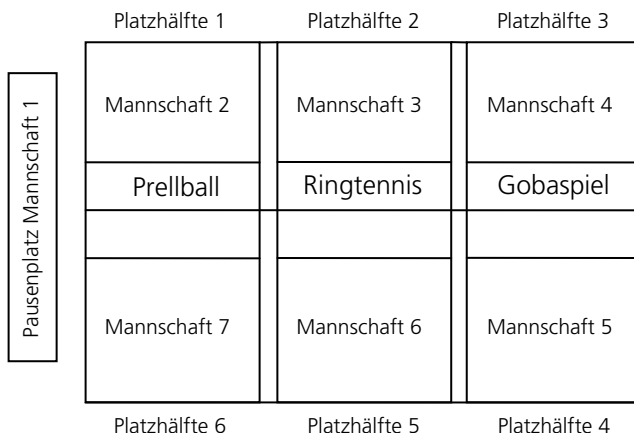 Platzhälfte 1 Platzhälfte 2 Platzhälfte 3
Pausenplatz Mannschaft 1
Mannschaft 2 Mannschaft 3 Mannschaft 4
Prellball Ringtennis Gobaspiel
Mannschaft 7 Mannschaft 6 Mannschaft 5
Platzhälfte 6 Platzhälfte 5 Platzhälfte 4